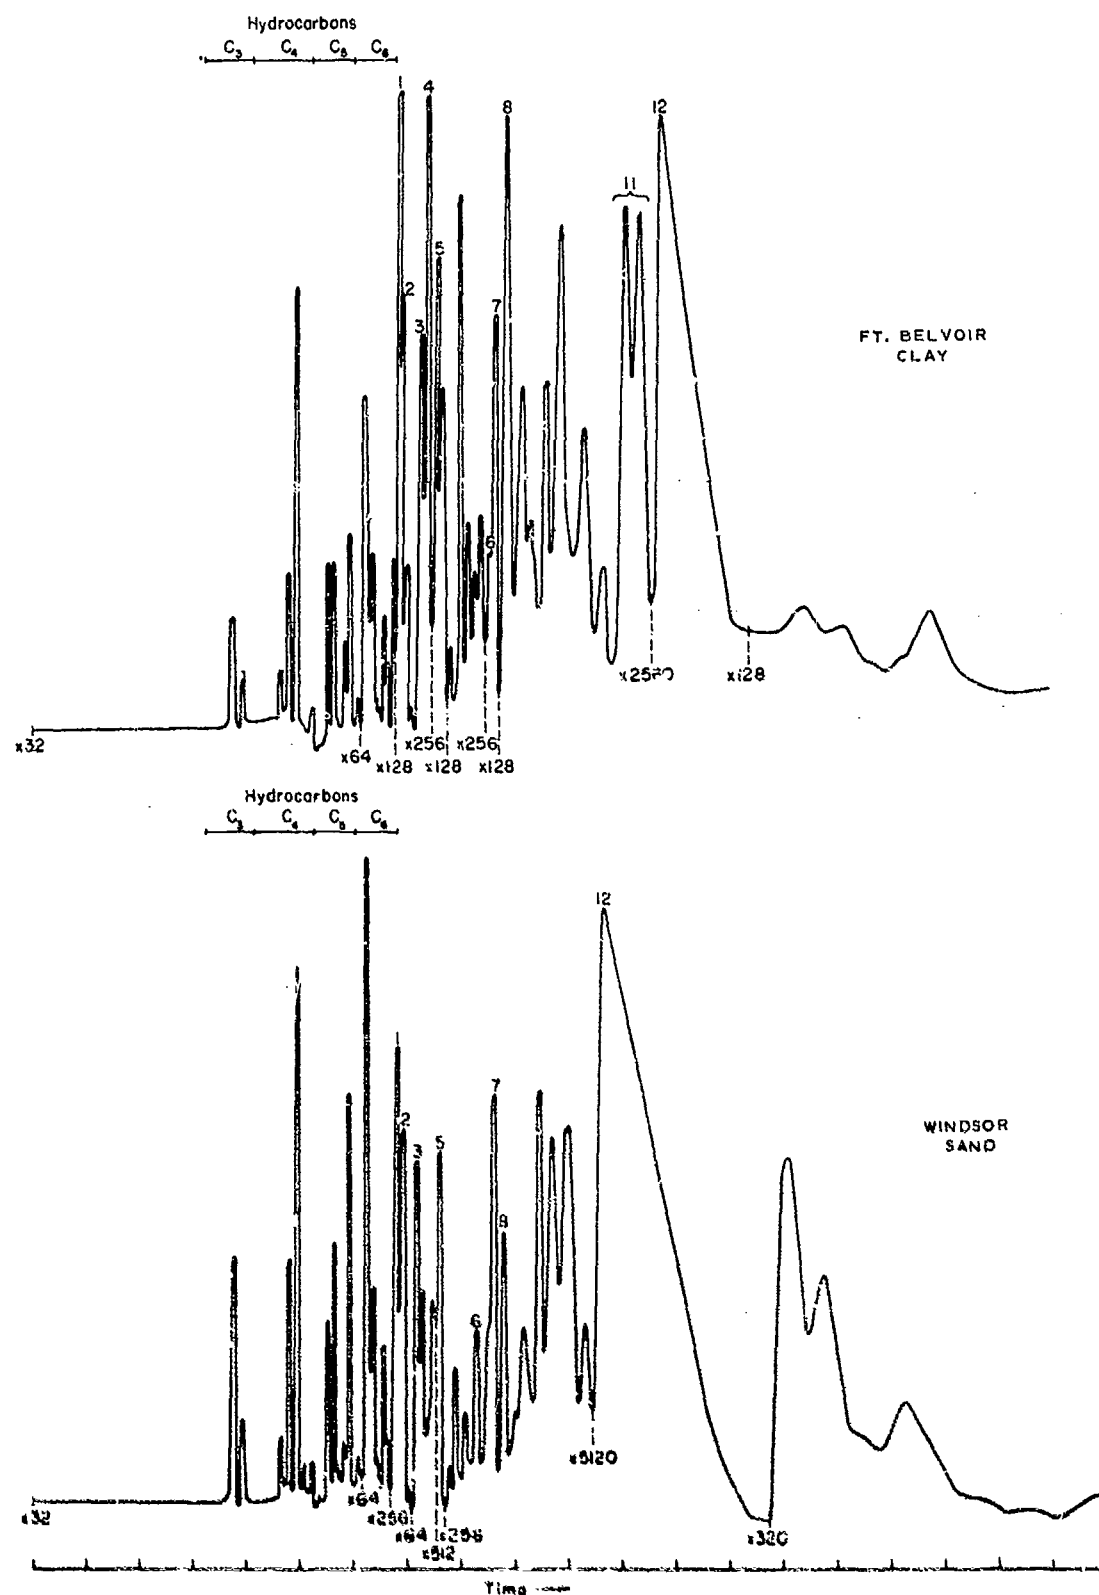 Hydrocarbons
C3 C4 C5 C6
1 4 8 12
11
5
2
7
3
FT. BELVOIR
CLAY
6
x128
x32
x64 x256 x256
x128 x128 x128
Hydrocarbons
C3 C4 C5 C6
12
1
7
2
3 5
WINDSOR
SAND
8
6
x5120
x32 x64
x256
x64 x256 x320
x512
Time